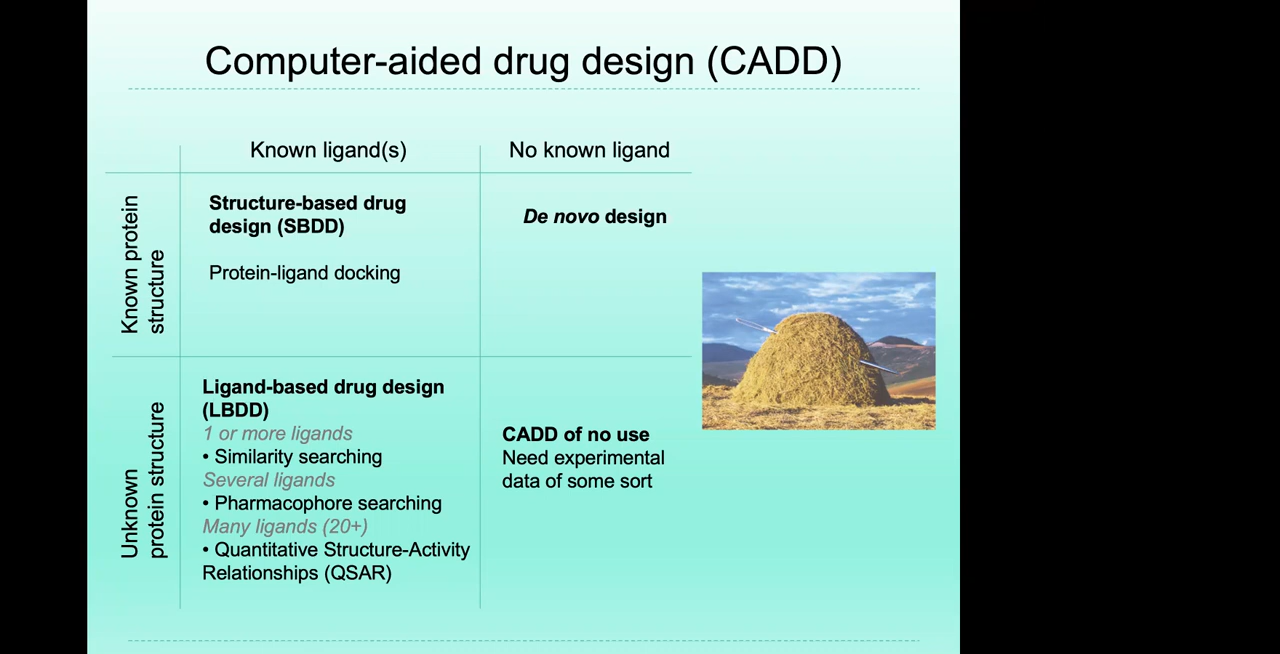 Computer-aided drug design (CADD)
Known ligand(s)
No known ligand
Known protein
structure
Structure-based drug
design (SBDD)
Protein-ligand docking
De novo design
Unknown
protein structure
Ligand-based drug design
(LBDD)
1 or more ligands
• Similarity searching
Several ligands
• Pharmacophore searching
Many ligands (20+)
• Quantitative Structure-Activity
Relationships (QSAR)
CADD of no use
Need experimental
data of some sort